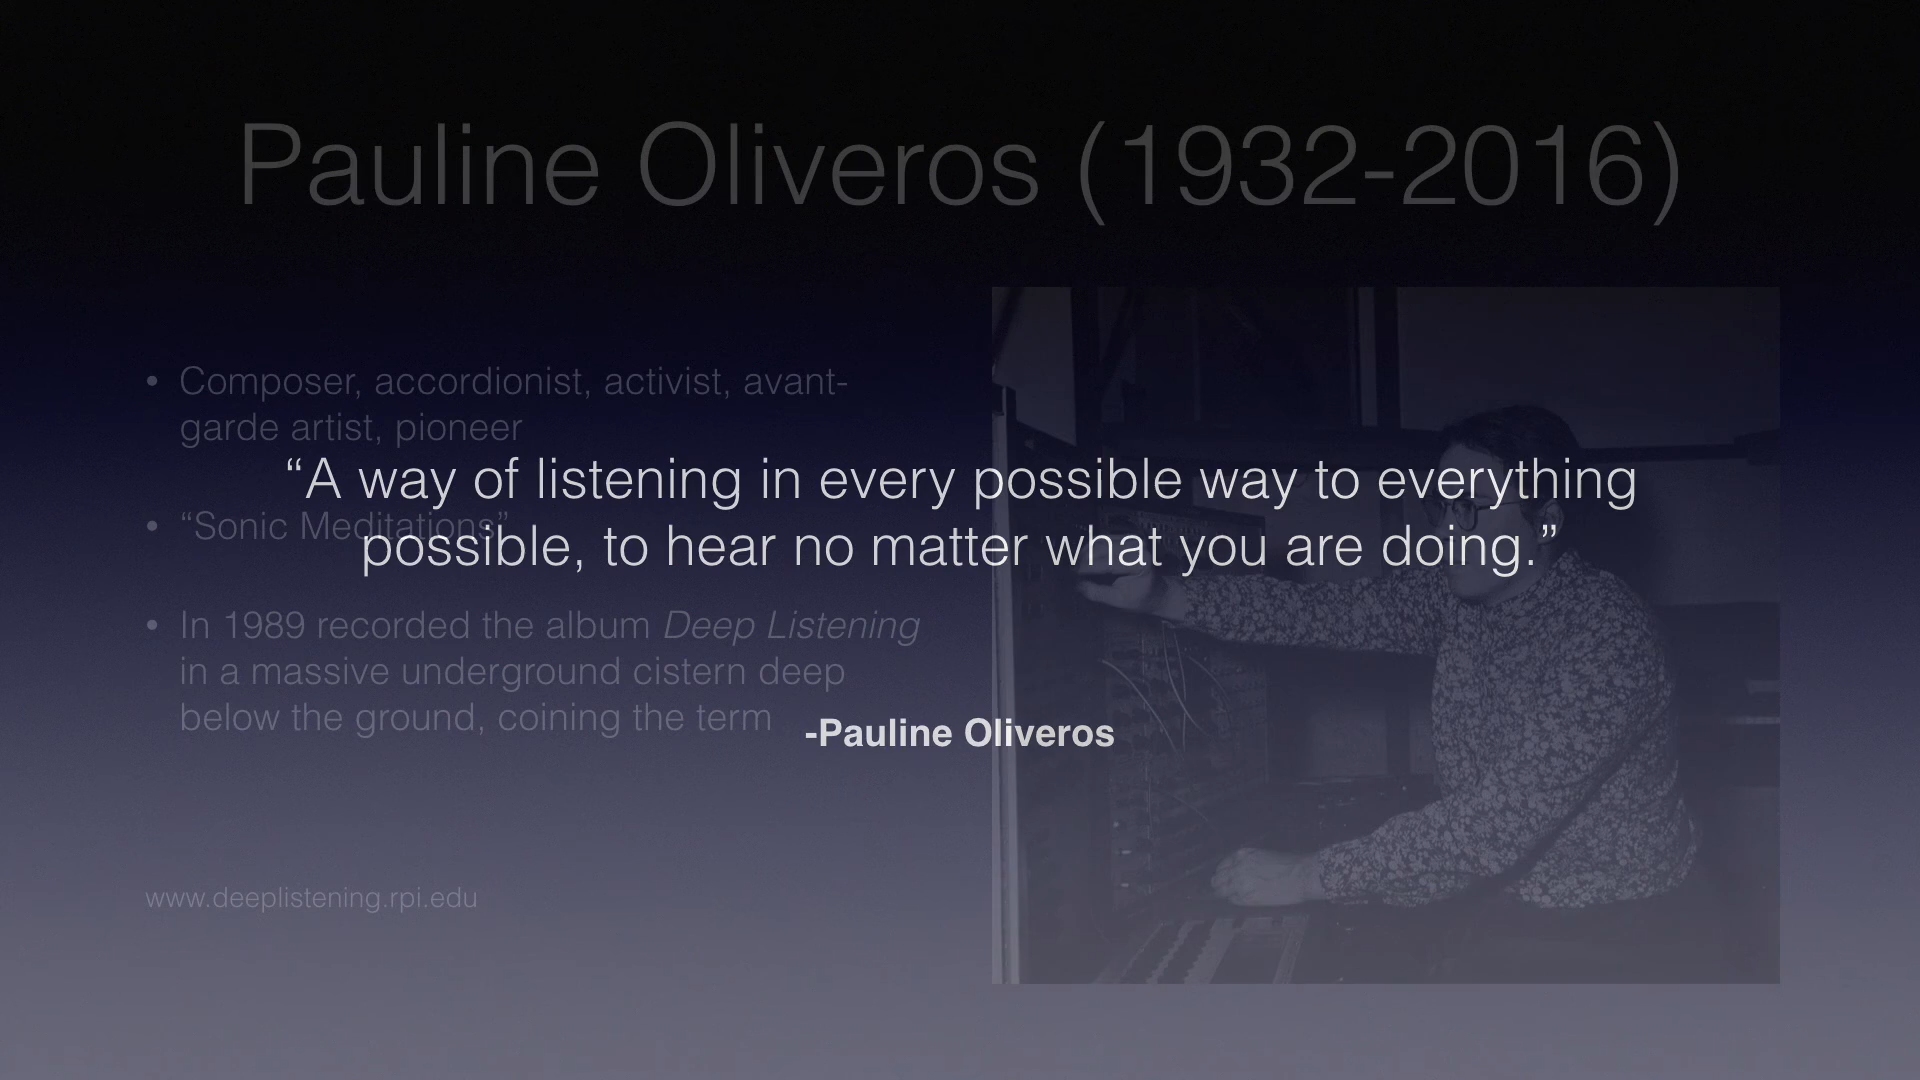 Pauline Oliveros (1932-2016)
• Composer, accordionist, activist, avant-
garde artist, pioneer
“A way of listening in every possible way to everything
possible, to hear no matter what you are doing.”
• “Sonic Meditations”
• In 1989 recorded the album Deep Listening
in a massive underground cistern deep
below the ground, coining the term
-Pauline Oliveros
www.deeplistening.rpi.edu